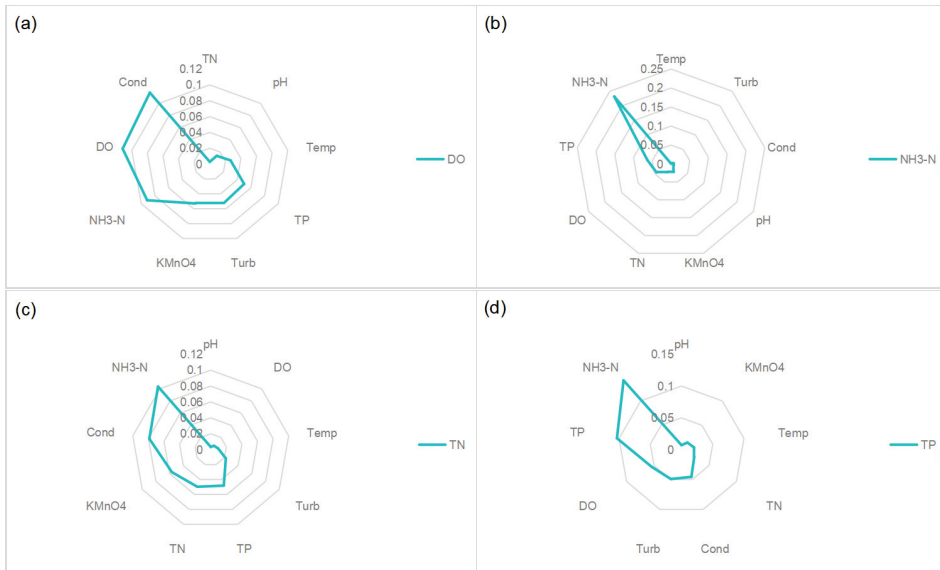 (a)
TN
0.12
0.1
0.08
0.06
0.04
0.02
0
pH
Temp
TP
Turb
KMnO4
NH3-N
DO
Cond
DO
(b)
Temp
0.25
0.2
0.15
0.1
0.05
0
Turb
Cond
pH
KMnO4
TN
DO
TP
NH3-N
NH3-N
(c)
pH
0.12
0.1
0.08
0.06
0.04
0.02
0
DO
Temp
Turb
TP
TN
KMnO4
Cond
NH3-N
TN
(d)
pH
0.15
0.1
0.05
0
KMnO4
Temp
TN
Cond
Turb
DO
TP
NH3-N
TP